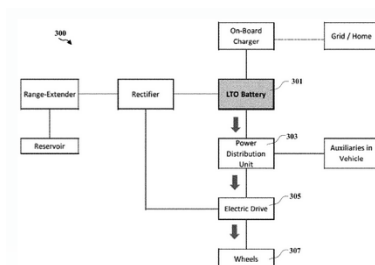 300
On-Board
Charger
Grid / Home
Range-Extender
Rectifier
LTO Battery
301
Reservoir
Power
Distribution
Unit
303
Auxiliaries in
Vehicle
Electric Drive
305
Wheels
307